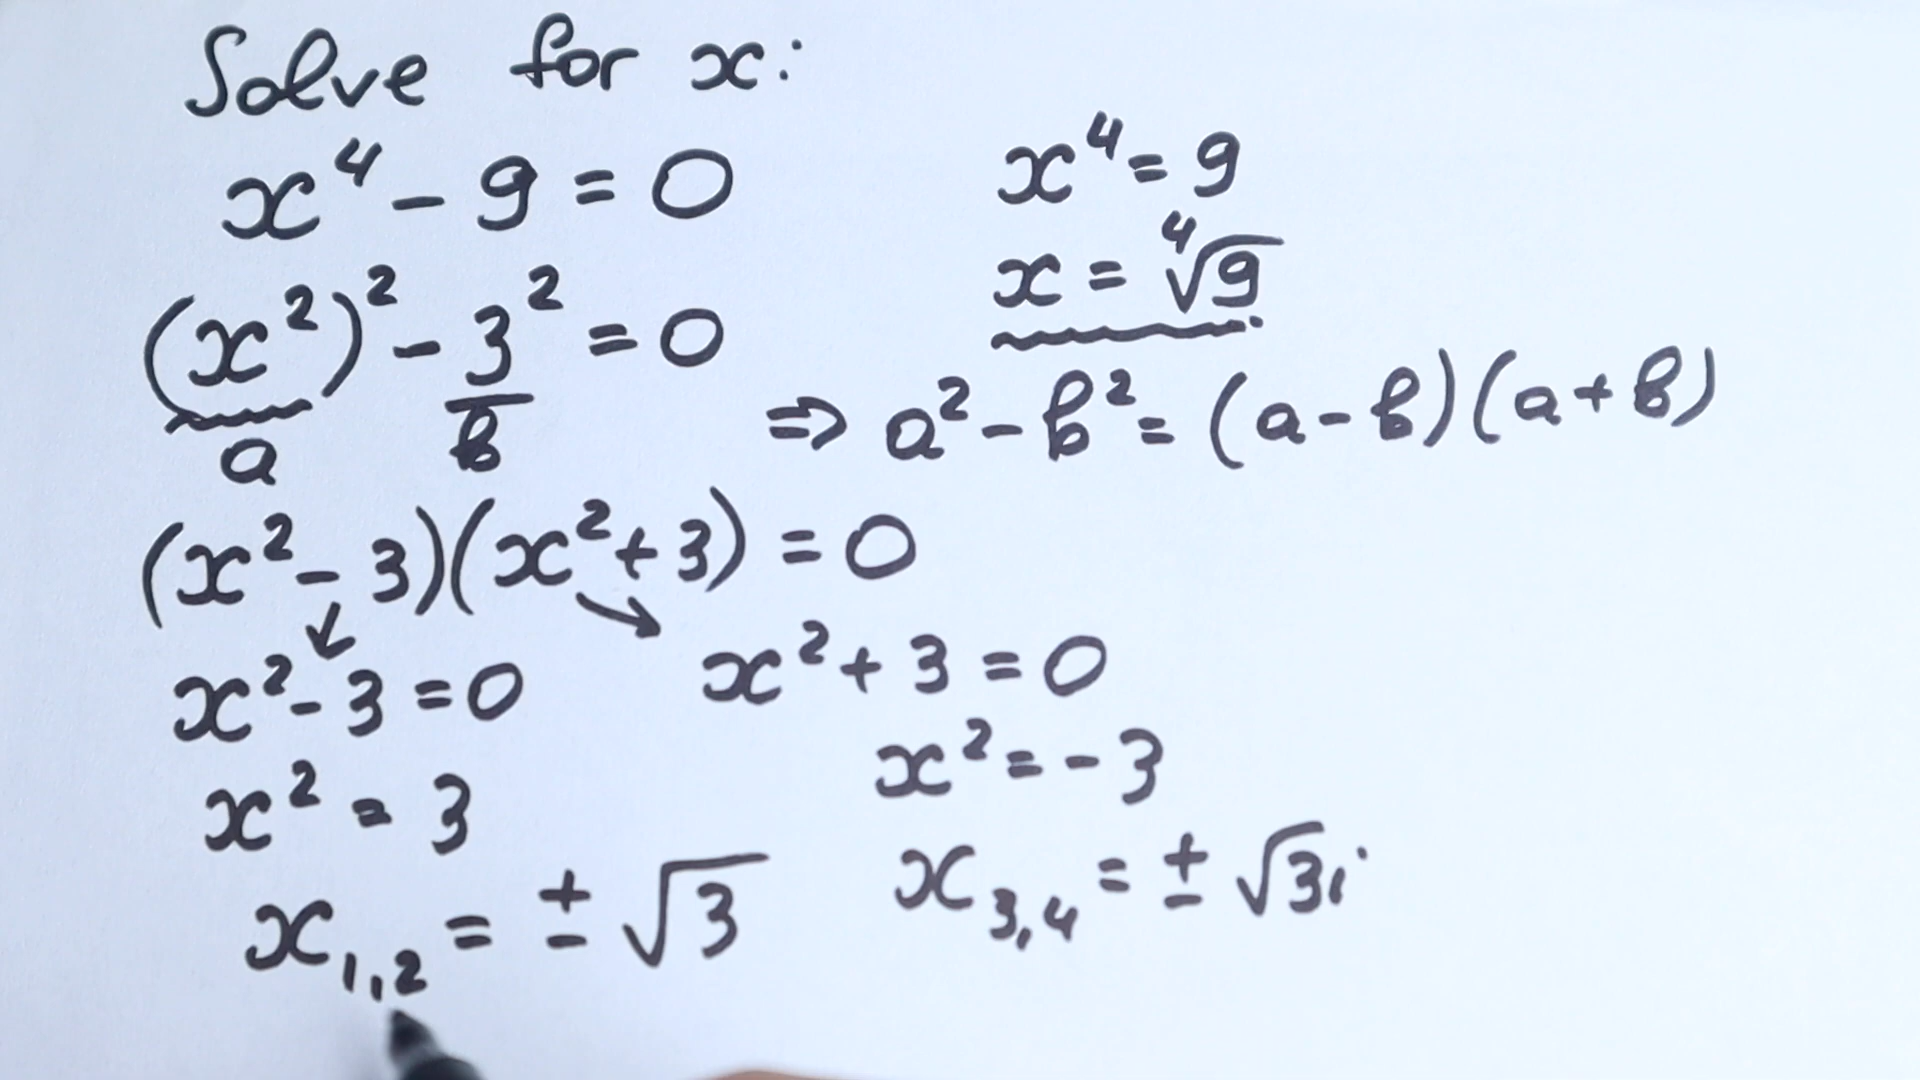 Solve for x:
x⁴ - 9 = 0
x⁴ = 9
x = ⁴√9
(x²)² - 3² = 0
a b
⇒ a² - b² = (a - b)(a + b)
(x² - 3)(x² + 3) = 0
x² - 3 = 0
x² + 3 = 0
x² = 3
x² = -3
x₁,₂ = ± √3
x₃,₄ = ± √3i